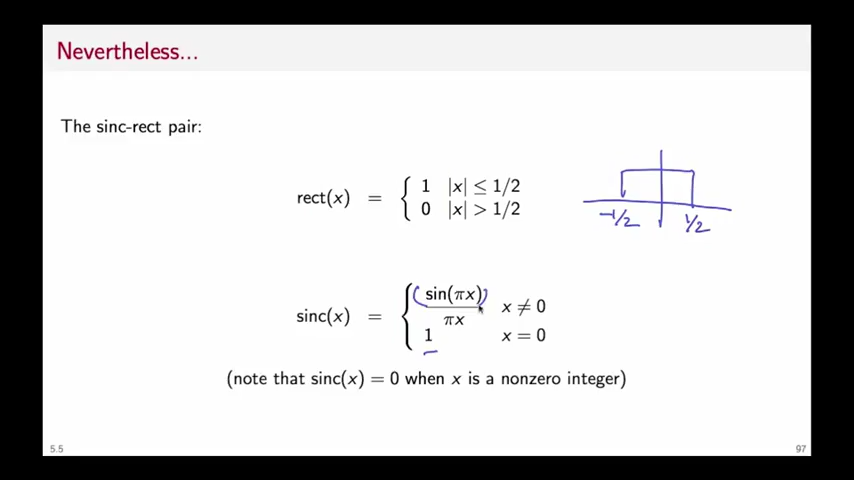 Nevertheless...
The sinc-rect pair:
rect(x) = { 1 |x| ≤ 1/2
0 |x| > 1/2
-1/2 1/2
sinc(x) = { sin(πx)
πx x ≠ 0
1 x = 0
(note that sinc(x) = 0 when x is a nonzero integer)
5.5 97